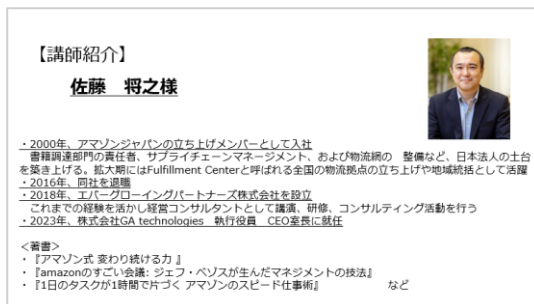 【講師紹介】
佐藤　将之様
・2000年、アマゾンジャパンの立ち上げメンバーとして入社
書籍調達部門の責任者、サプライチェーンマネージメント、および物流網の　整備など、日本法人の土台
を築き上げる。拡大期にはFulfillment Centerと呼ばれる全国の物流拠点の立ち上げや地域統括として活躍
・2016年、同社を退職
・2018年、エバーグローイングパートナーズ株式会社を設立
これまでの経験を活かし経営コンサルタントとして講演、研修、コンサルティング活動を行う
・2023年、株式会社GA technologies　執行役員　CEO室長に就任
＜著書＞
・『アマゾン式 変わり続ける力 』
・『amazonのすごい会議: ジェフ・ベゾスが生んだマネジメントの技法』
・『1日のタスクが1時間で片づく アマゾンのスピード仕事術』　　　　　など